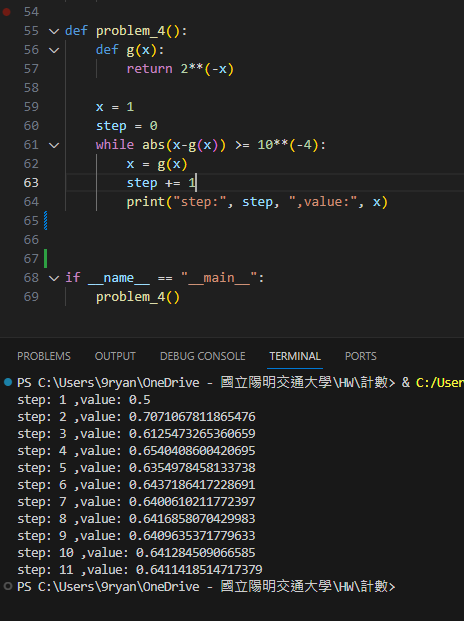 54
55 def problem_4():
56 def g(x):
57 return 2**(-x)
58
59 x = 1
60 step = 0
61 while abs(x-g(x)) >= 10**(-4):
62 x = g(x)
63 step += 1
64 print("step:", step, ",value:", x)
65
66
67
68 if __name__ == "__main__":
69 problem_4()
PROBLEMS OUTPUT DEBUG CONSOLE TERMINAL PORTS
PS C:\Users\9ryan\OneDrive - 國立陽明交通大學\HW\計數> & C:/User
step: 1 ,value: 0.5
step: 2 ,value: 0.7071067811865476
step: 3 ,value: 0.6125473265360659
step: 4 ,value: 0.6540408600420695
step: 5 ,value: 0.6354978458133738
step: 6 ,value: 0.6437186417228691
step: 7 ,value: 0.6400610211772397
step: 8 ,value: 0.6416858070429983
step: 9 ,value: 0.6409635371779633
step: 10 ,value: 0.641284509066585
step: 11 ,value: 0.6411418514717379
PS C:\Users\9ryan\OneDrive - 國立陽明交通大學\HW\計數>